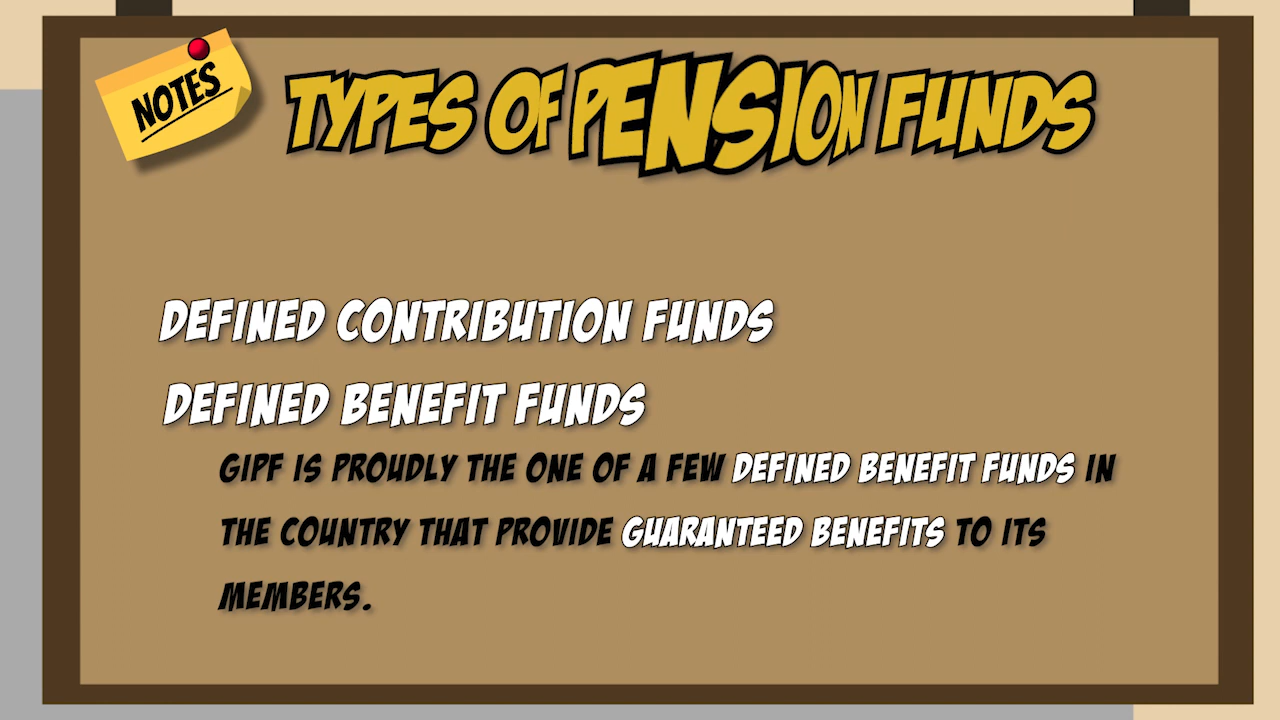 NOTES
TYPES OF PENSION FUNDS
DEFINED CONTRIBUTION FUNDS
DEFINED BENEFIT FUNDS
GIPF IS PROUDLY THE ONE OF A FEW DEFINED BENEFIT FUNDS IN
THE COUNTRY THAT PROVIDE GUARANTEED BENEFITS TO ITS
MEMBERS.